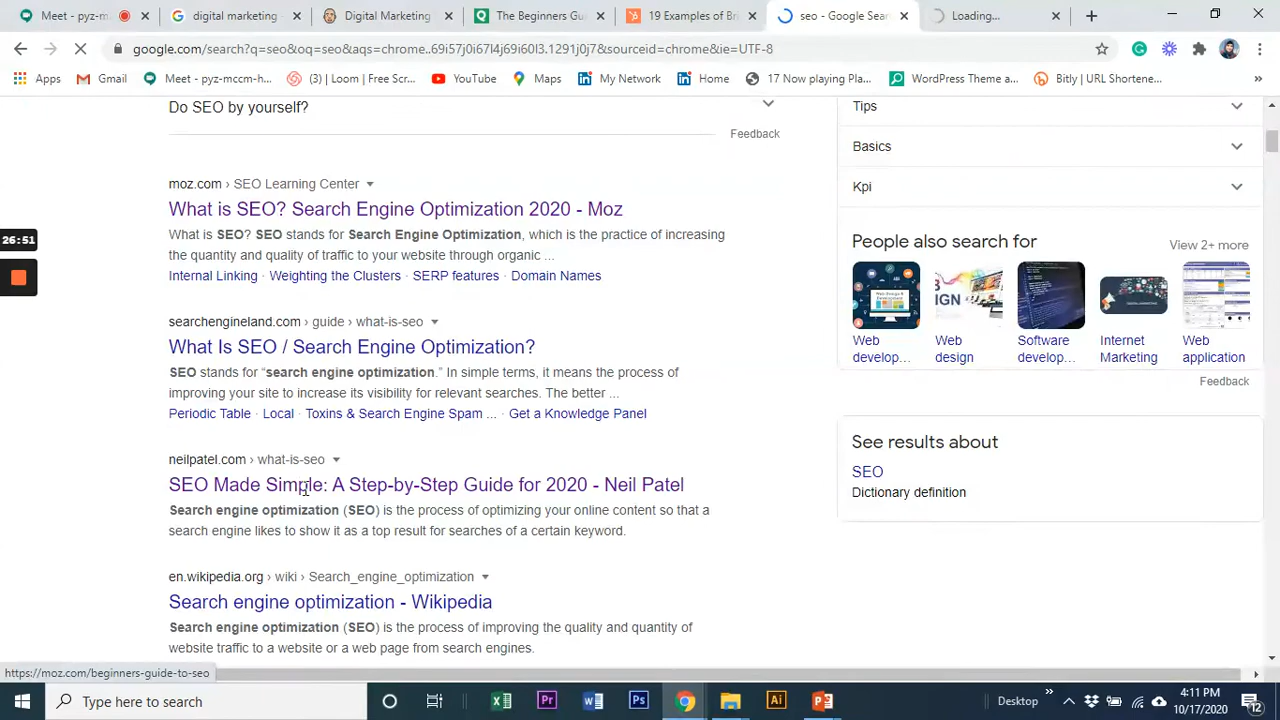 digital marketing
Digital Marketing
The Beginners Gu
19 Examples of Br
seo - Google Sear
Loading...
google.com/search?q=seo&oq=seo&aqs=chrome..69i57j0i67l4j69i60l3.1291j0j7&sourceid=chrome&ie=UTF-8
Apps Gmail Meet - pyz-mccm-h... (3) | Loom | Free Scr... YouTube Maps My Network Home 17 Now playing Pla... WordPress Theme a... Bitly | URL Shortene... »
Do SEO by yourself?
Feedback
moz.com › SEO Learning Center
What is SEO? Search Engine Optimization 2020 - Moz
What is SEO? SEO stands for Search Engine Optimization, which is the practice of increasing
the quantity and quality of traffic to your website through organic ...
Internal Linking · Weighting the Clusters · SERP features · Domain Names
searchengineland.com › guide › what-is-seo
What Is SEO / Search Engine Optimization?
SEO stands for “search engine optimization.” In simple terms, it means the process of
improving your site to increase its visibility for relevant searches. The better ...
Periodic Table · Local · Toxins & Search Engine Spam ... · Get a Knowledge Panel
neilpatel.com › what-is-seo
SEO Made Simple: A Step-by-Step Guide for 2020 - Neil Patel
Search engine optimization (SEO) is the process of optimizing your online content so that a
search engine likes to show it as a top result for searches of a certain keyword.
en.wikipedia.org › wiki › Search_engine_optimization
Search engine optimization - Wikipedia
Search engine optimization (SEO) is the process of improving the quality and quantity of
website traffic to a website or a web page from search engines.
Tips
Basics
Kpi
People also search for
View 2+ more
Web develop...
Web design
Software develop...
Internet Marketing
Web application
Feedback
See results about
SEO
Dictionary definition
26:51
https://moz.com/beginners-guide-to-seo
Type here to search
Desktop »
4:11 PM
10/17/2020
12